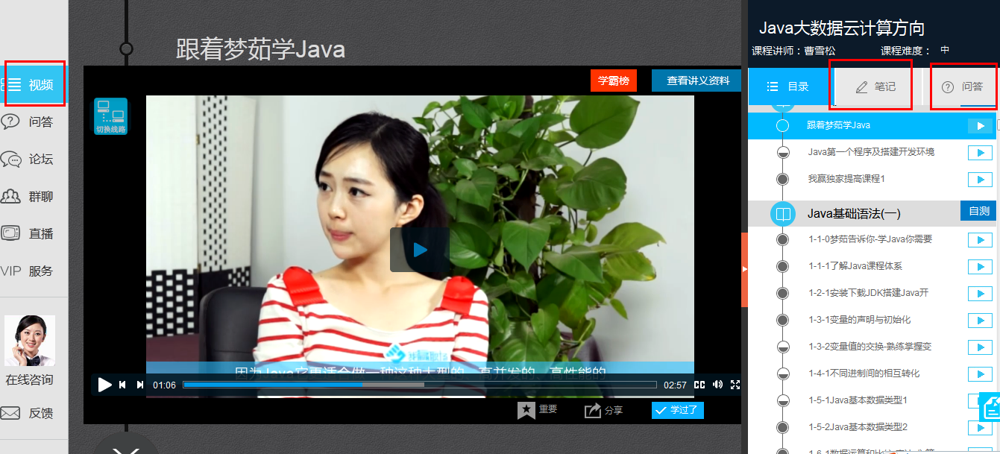 视频
问答
论坛
群聊
直播
VIP 服务
在线咨询
反馈
跟着梦茹学Java
学霸榜
查看讲义资料
切换线路
因为Java它更适合做一种这种大型的、高并发的、高性能的
01:06
02:57
CC
重要
分享
学过了
Java大数据云计算方向
课程讲师：曹雪松 课程难度： 中
目录
笔记
问答
跟着梦茹学Java
Java第一个程序及搭建开发环境
我赢独家提高课程1
Java基础语法(一)
自测
1-1-0梦茹告诉你-学Java你需要
1-1-1了解Java课程体系
1-2-1安装下载JDK搭建Java开
1-3-1变量的声明与初始化
1-3-2变量值的交换-熟练掌握变
1-4-1不同进制间的相互转化
1-5-1Java基本数据类型1
1-5-2Java基本数据类型2